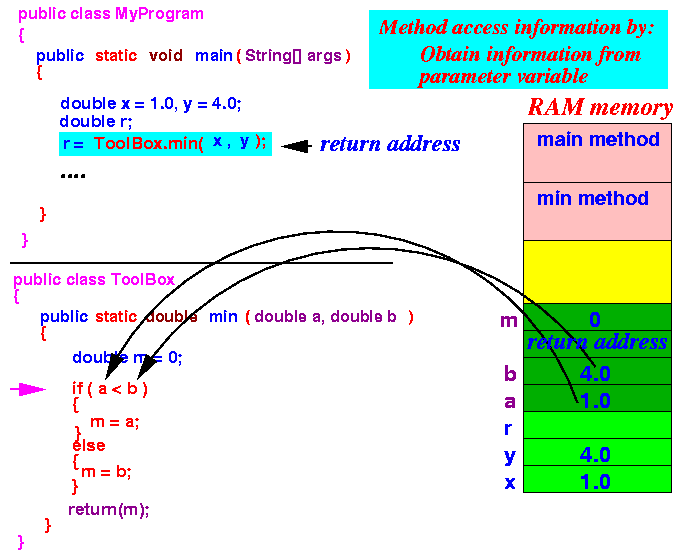 public class MyProgram
{
public static void main ( String[] args )
{
double x = 1.0, y = 4.0;
double r;
r = ToolBox.min( x , y );
return address
....
}
}
public class ToolBox
{
public static double min ( double a, double b )
{
double m = 0;
if ( a < b )
{
m = a;
}
else
{
m = b;
}
return(m);
}
}
Method access information by:
Obtain information from
parameter variable
RAM memory
main method
min method
m 0
return address
b 4.0
a 1.0
r
y 4.0
x 1.0